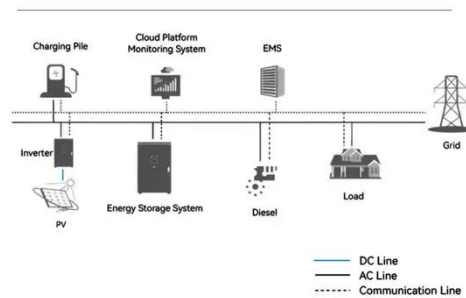 Charging Pile
Cloud Platform
Monitoring System
EMS
Grid
Inverter
PV
Energy Storage System
Diesel
Load
DC Line
AC Line
Communication Line